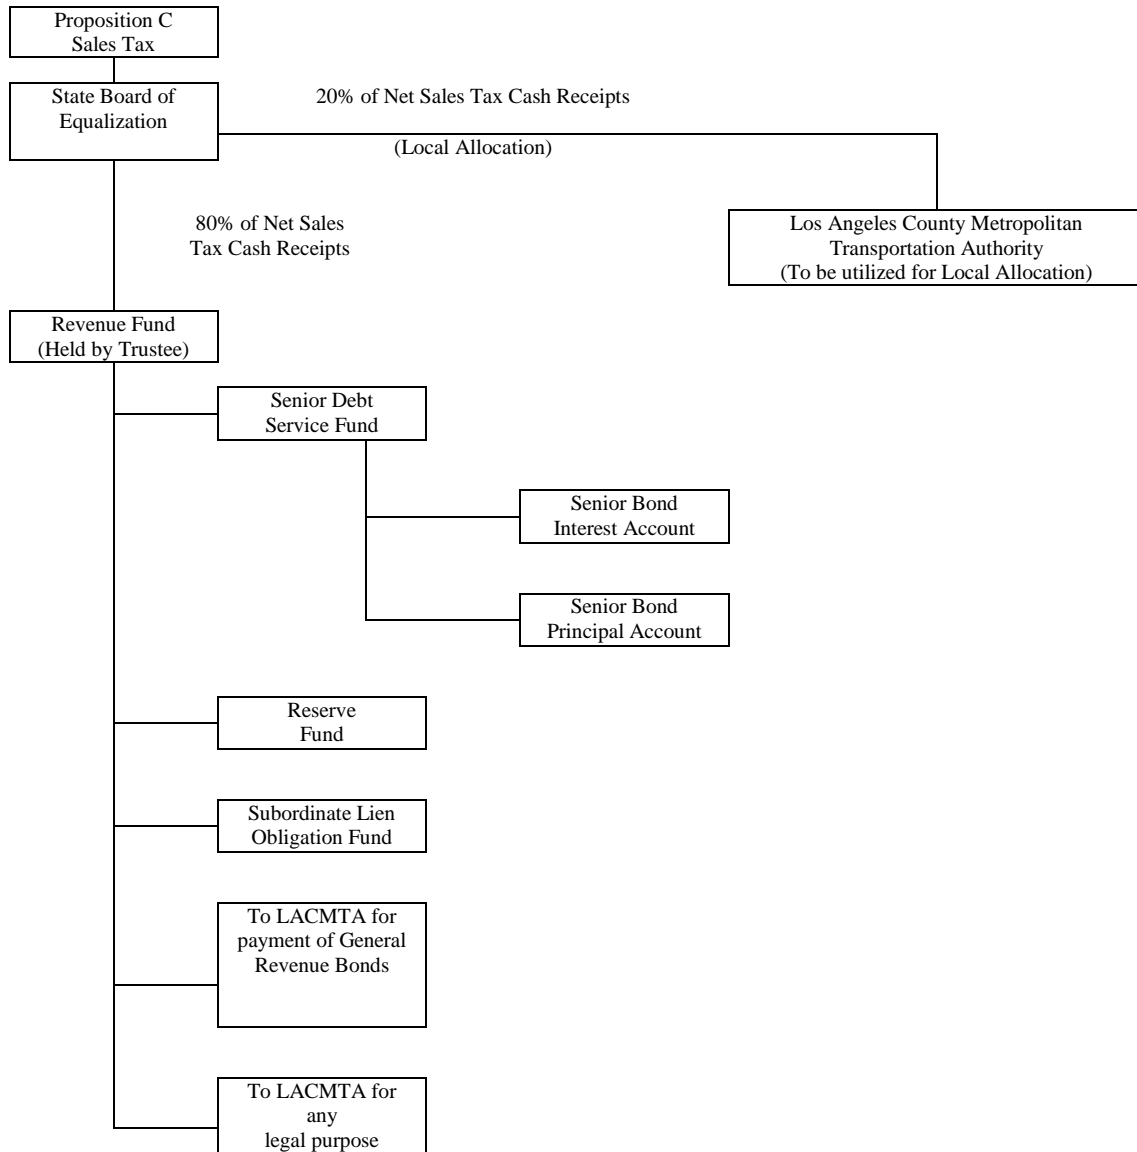 Proposition C
Sales Tax
State Board of
Equalization
20% of Net Sales Tax Cash Receipts
(Local Allocation)
80% of Net Sales
Tax Cash Receipts
Los Angeles County Metropolitan
Transportation Authority
(To be utilized for Local Allocation)
Revenue Fund
(Held by Trustee)
Senior Debt
Service Fund
Senior Bond
Interest Account
Senior Bond
Principal Account
Reserve
Fund
Subordinate Lien
Obligation Fund
To LACMTA for
payment of General
Revenue Bonds
To LACMTA for
any
legal purpose